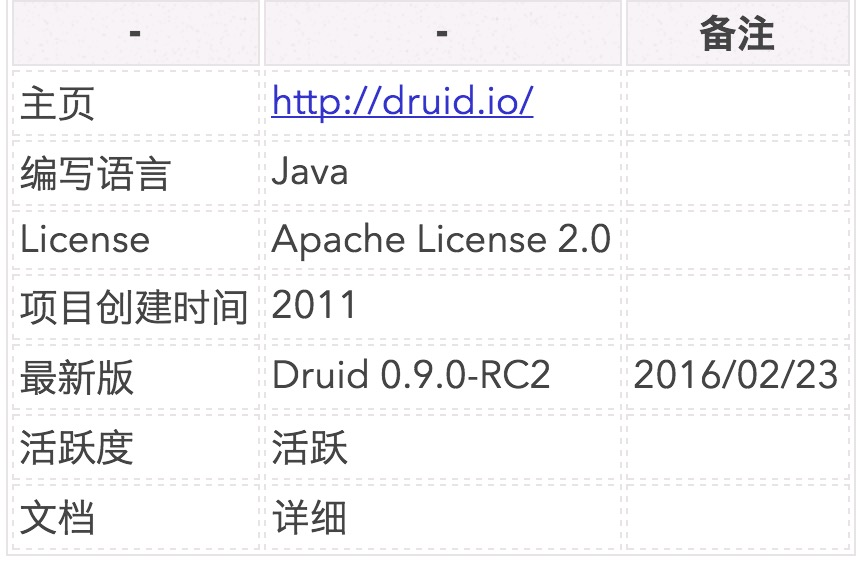 - - 备注
主页 http://druid.io/
编写语言 Java
License Apache License 2.0
项目创建时间 2011
最新版 Druid 0.9.0-RC2 2016/02/23
活跃度 活跃
文档 详细